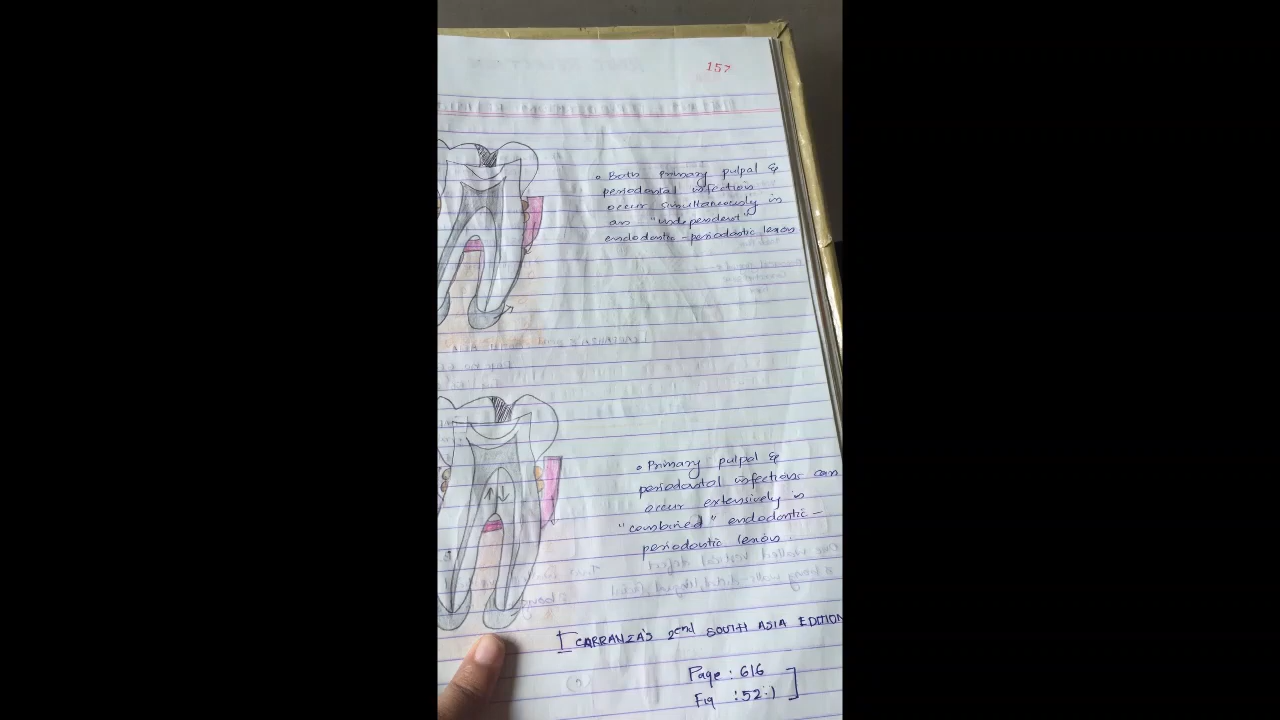 157
• Both Primary pulpal &
periodontal infection
occur simultaneously in
an "independent"
endodontic-periodontic lesion
• Primary pulpal &
periodontal infections can
occur extensively in
"combined" endodontic-
periodontic lesion.
[CARRANZA'S 2nd SOUTH ASIA EDITION
Page : 616
Fig : 52:1]